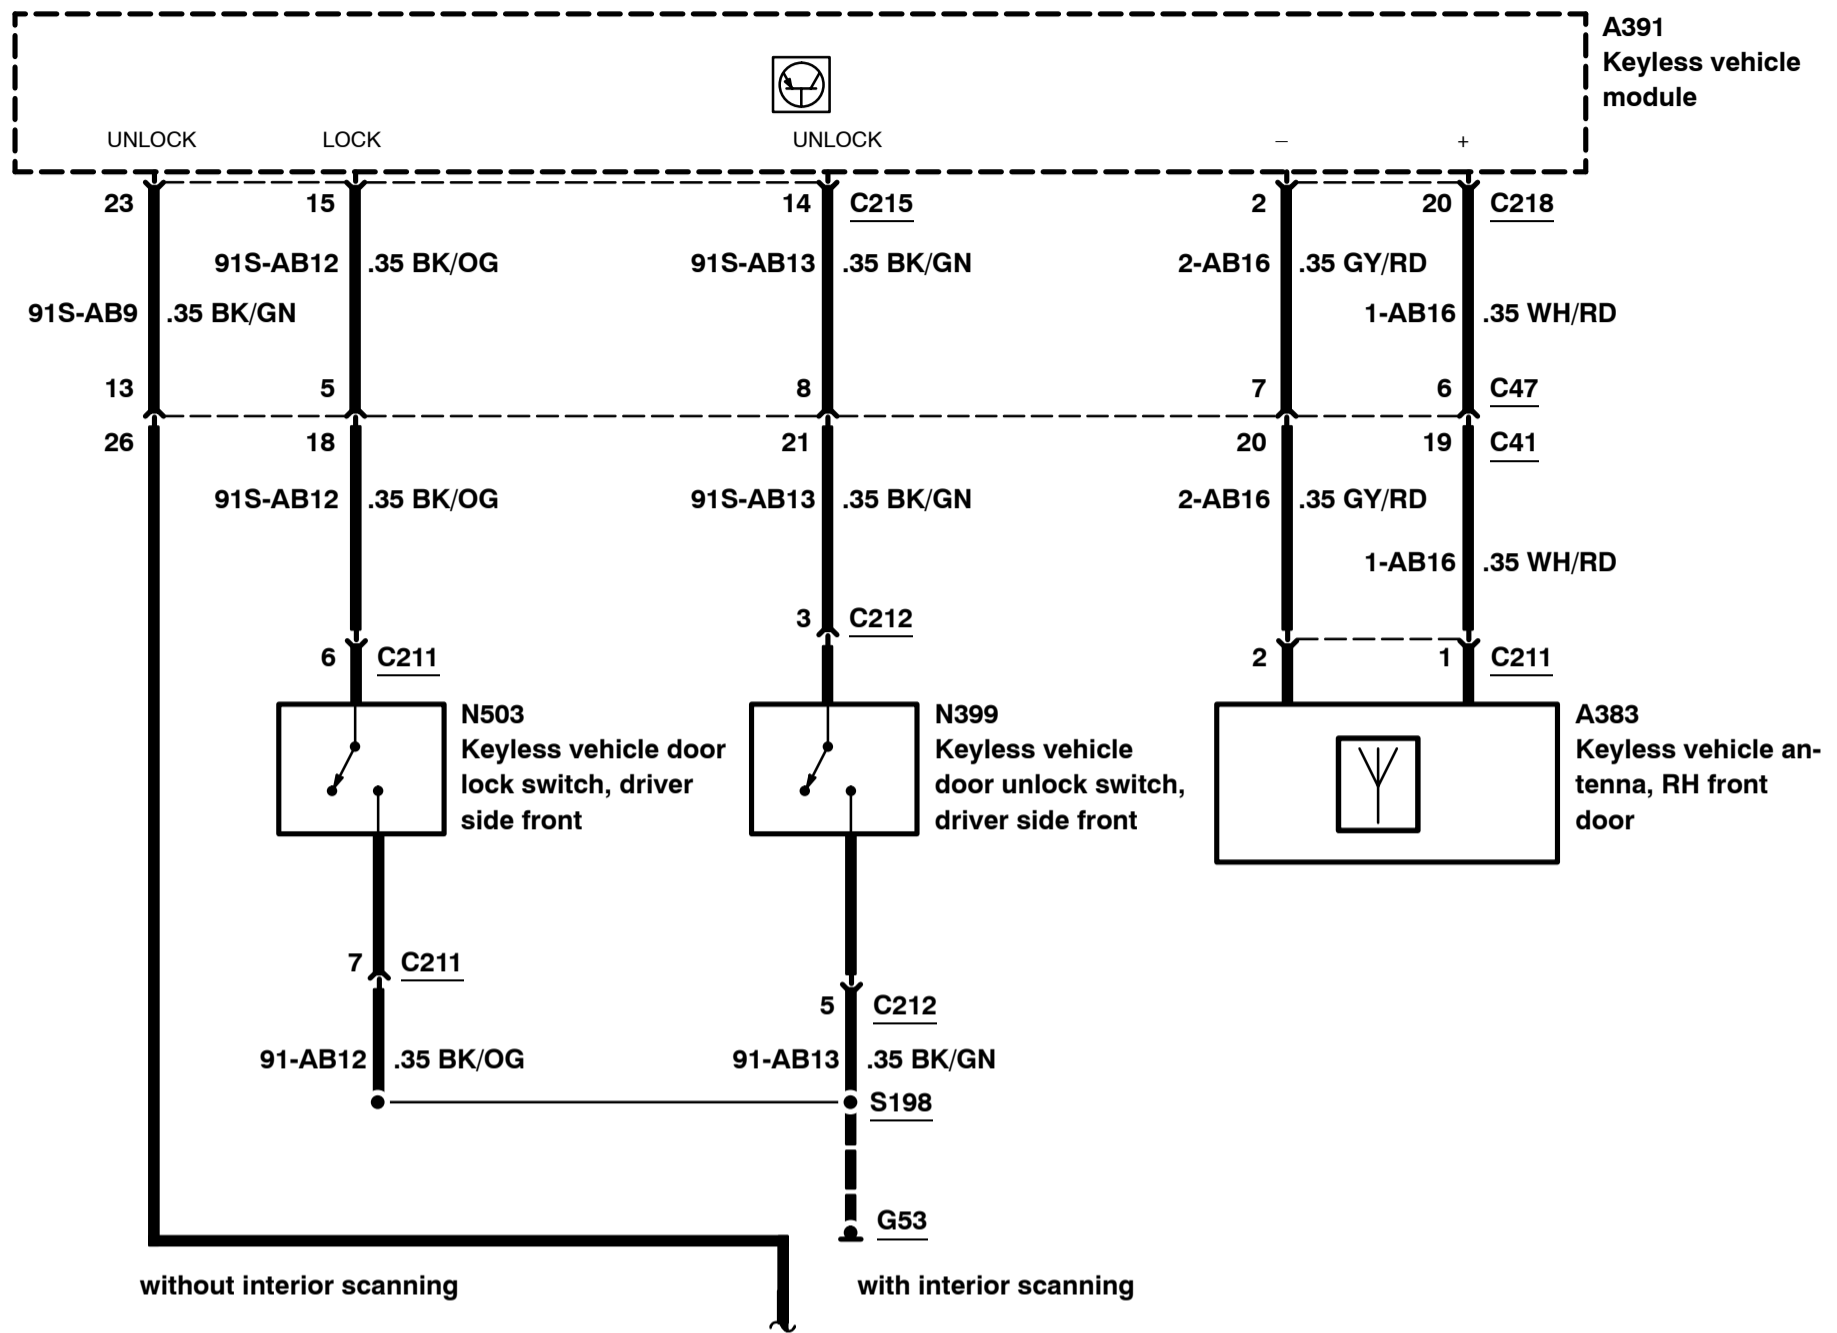 A391
Keyless vehicle
module
UNLOCK LOCK UNLOCK – +
23 15 14 C215 2 20 C218
91S-AB12 .35 BK/OG 91S-AB13 .35 BK/GN 2-AB16 .35 GY/RD
91S-AB9 .35 BK/GN 1-AB16 .35 WH/RD
13 5 8 7 6 C47
26 18 21 20 19 C41
91S-AB12 .35 BK/OG 91S-AB13 .35 BK/GN 2-AB16 .35 GY/RD
1-AB16 .35 WH/RD
3 C212
6 C211 2 1 C211
N503
Keyless vehicle door
lock switch, driver
side front
N399
Keyless vehicle
door unlock switch,
driver side front
A383
Keyless vehicle an-
tenna, RH front
door
7 C211
5 C212
91-AB12 .35 BK/OG 91-AB13 .35 BK/GN
S198
G53
without interior scanning with interior scanning